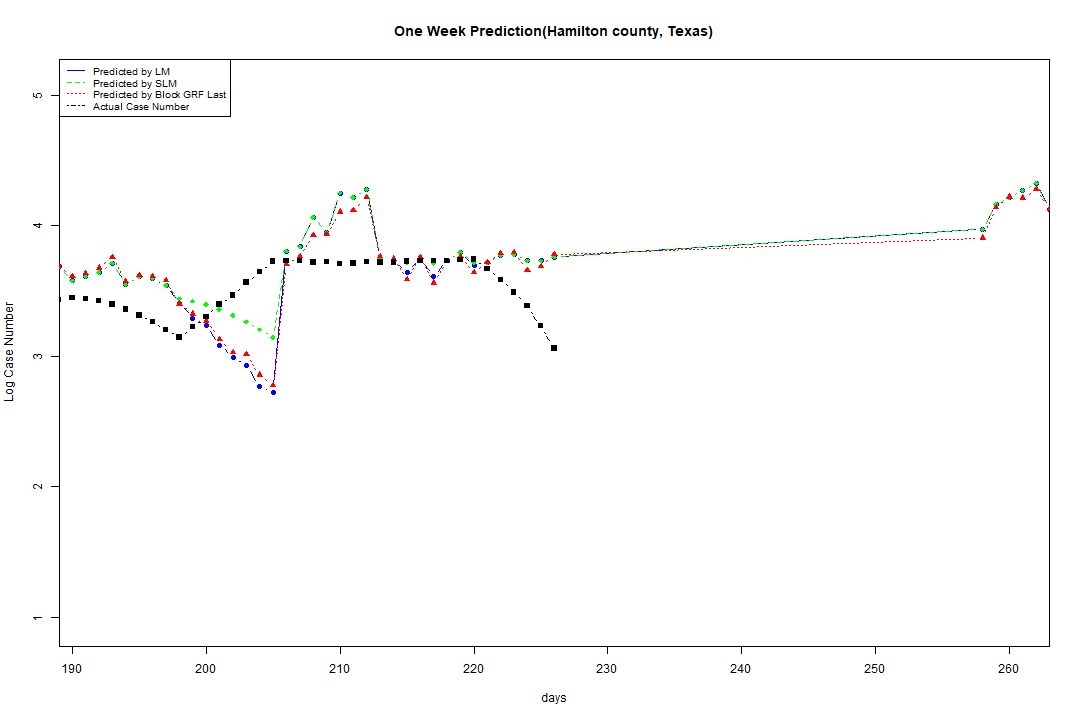 One Week Prediction(Hamilton county, Texas)
Predicted by LM
Predicted by SLM
Predicted by Block GRF Last
Actual Case Number
5
4
3
2
1
Log Case Number
190 200 210 220 230 240 250 260
days